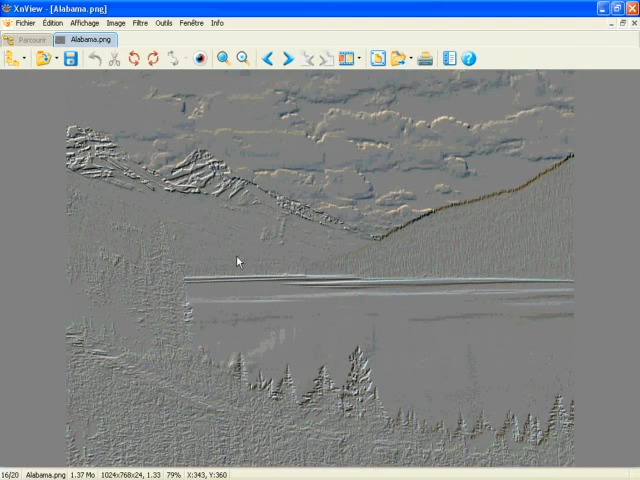 XnView - [Alabama.png]
Fichier Édition Affichage Image Filtre Outils Fenêtre Info
Parcourir Alabama.png
16/20 Alabama.png 1.37 Mo 1024x768x24, 1.33 79% X:343, Y:360